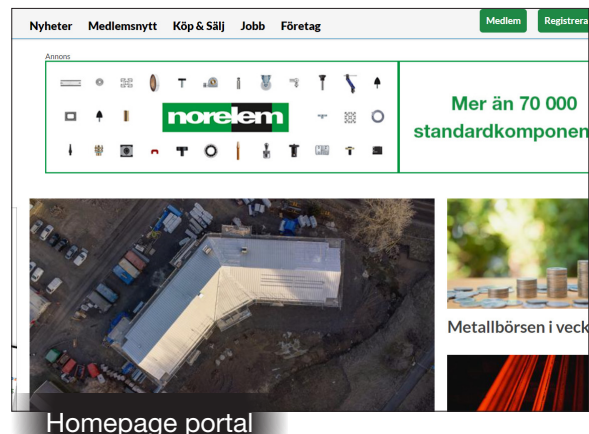 Nyheter Medlemsnytt Köp & Sälj Jobb Företag Medlem Registrera
Annons
norelem
Mer än 70 000
standardkomponen
Metallbörsen i veck
Homepage portal